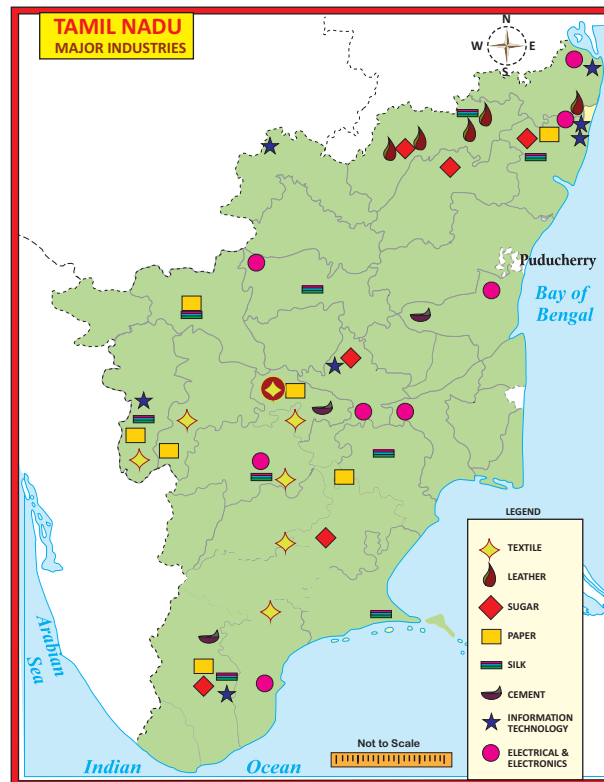 TAMIL NADU
MAJOR INDUSTRIES
N
W
E
S
Puducherry
Bay of
Bengal
Arabian
Sea
Indian Ocean
Not to Scale
LEGEND
TEXTILE
LEATHER
SUGAR
PAPER
SILK
CEMENT
INFORMATION
TECHNOLOGY
ELECTRICAL &
ELECTRONICS